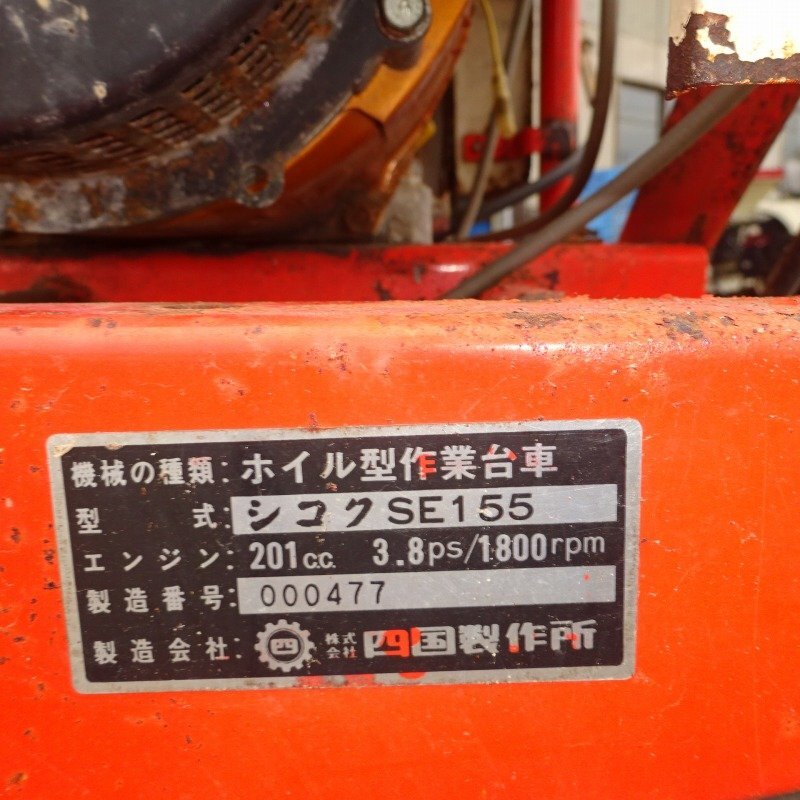 機械の種類:ホイル型作業台車
型式:シコクSE155
エンジン:201c.c. 3.8ps/1800rpm
製造番号:000477
製造会社:四 株式会社 四国製作所